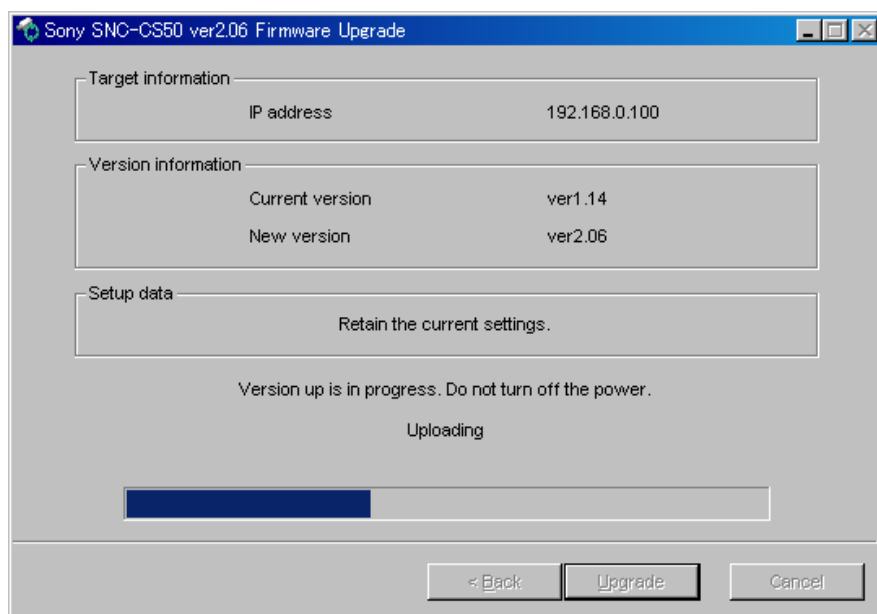 Sony SNC-CS50 ver2.06 Firmware Upgrade
Target information
IP address 192.168.0.100
Version information
Current version ver1.14
New version ver2.06
Setup data
Retain the current settings.
Version up is in progress. Do not turn off the power.
Uploading
< Back Upgrade Cancel